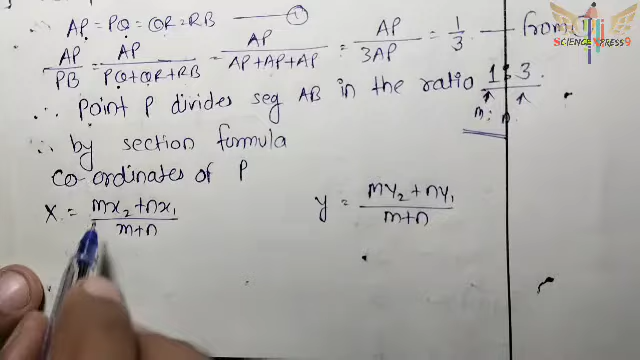 ∴ AP = PQ = QR = RB — ①
AP/PB = AP/(PQ+QR+RB) = AP/(AP+AP+AP) = AP/3AP = 1/3 — from ①
SCIENCE XPRESS 9
∴ Point P divides seg AB in the ratio 1:3.
m:n
∴ by section formula
Co-ordinates of P
x = (mx₂+nx₁)/(m+n) y = (my₂+ny₁)/(m+n)